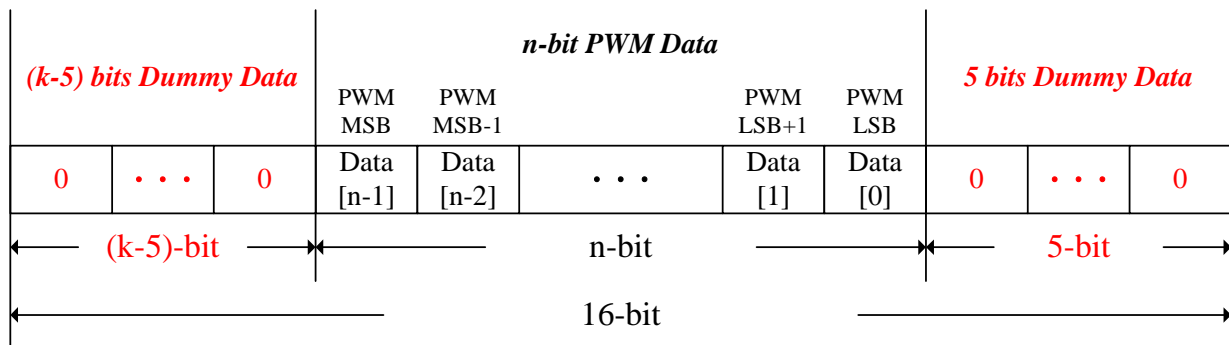 n-bit PWM Data
(k-5) bits Dummy Data
5 bits Dummy Data
PWM PWM PWM PWM
MSB MSB-1 LSB+1 LSB
0 · · · 0 Data Data · · · Data Data 0 · · · 0
[n-1] [n-2] [1] [0]
(k-5)-bit n-bit 5-bit
16-bit